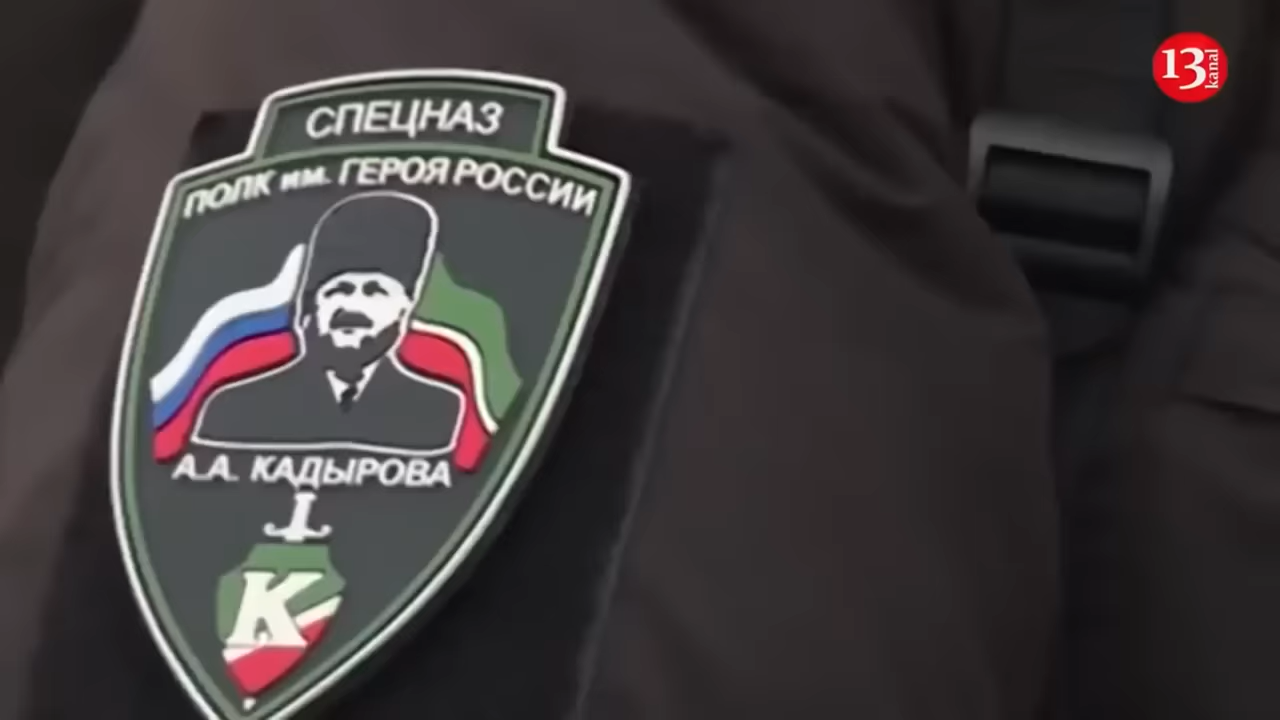 13
kanal
СПЕЦНАЗ
ПОЛК им. ГЕРОЯ РОССИИ
А.А. КАДЫРОВА
К